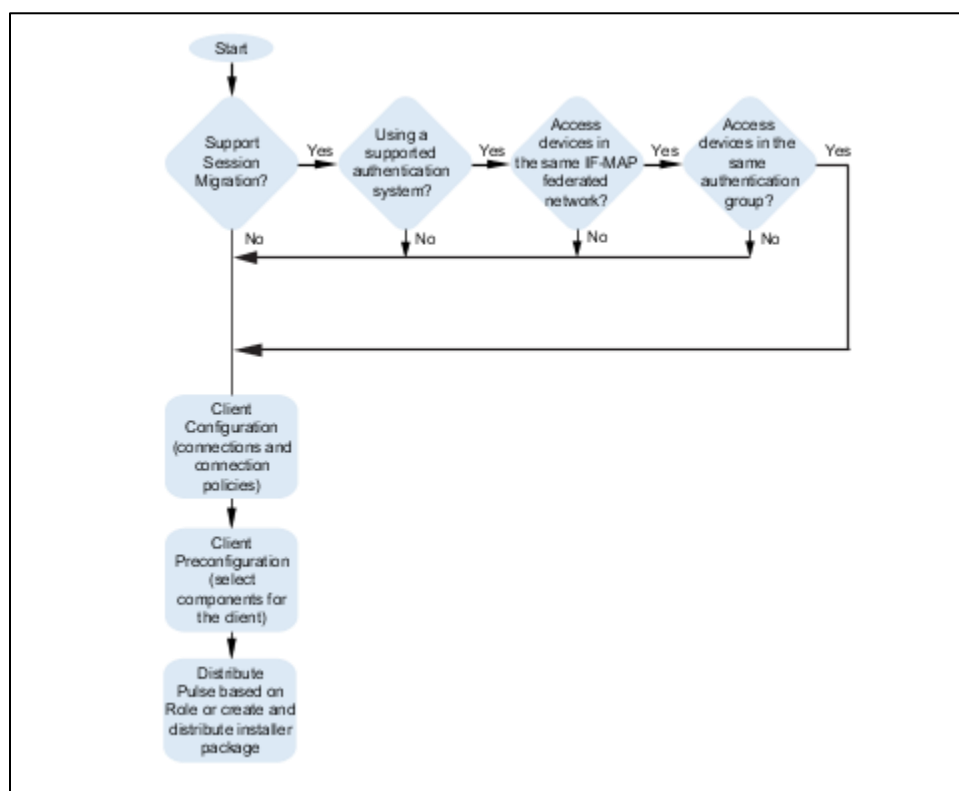 Start
Support
Session
Migration?
Yes
Using a
supported
authentication
system?
Yes
Access
devices in
the same IF-MAP
federated
network?
Yes
Access
devices in the
same
authentication
group?
Yes
No
No
No
No
Client
Configuration
(connections and
connection
policies)
Client
Preconfiguration
(select
components for
the client)
Distribute
Pulse based on
Role or create and
distribute installer
package